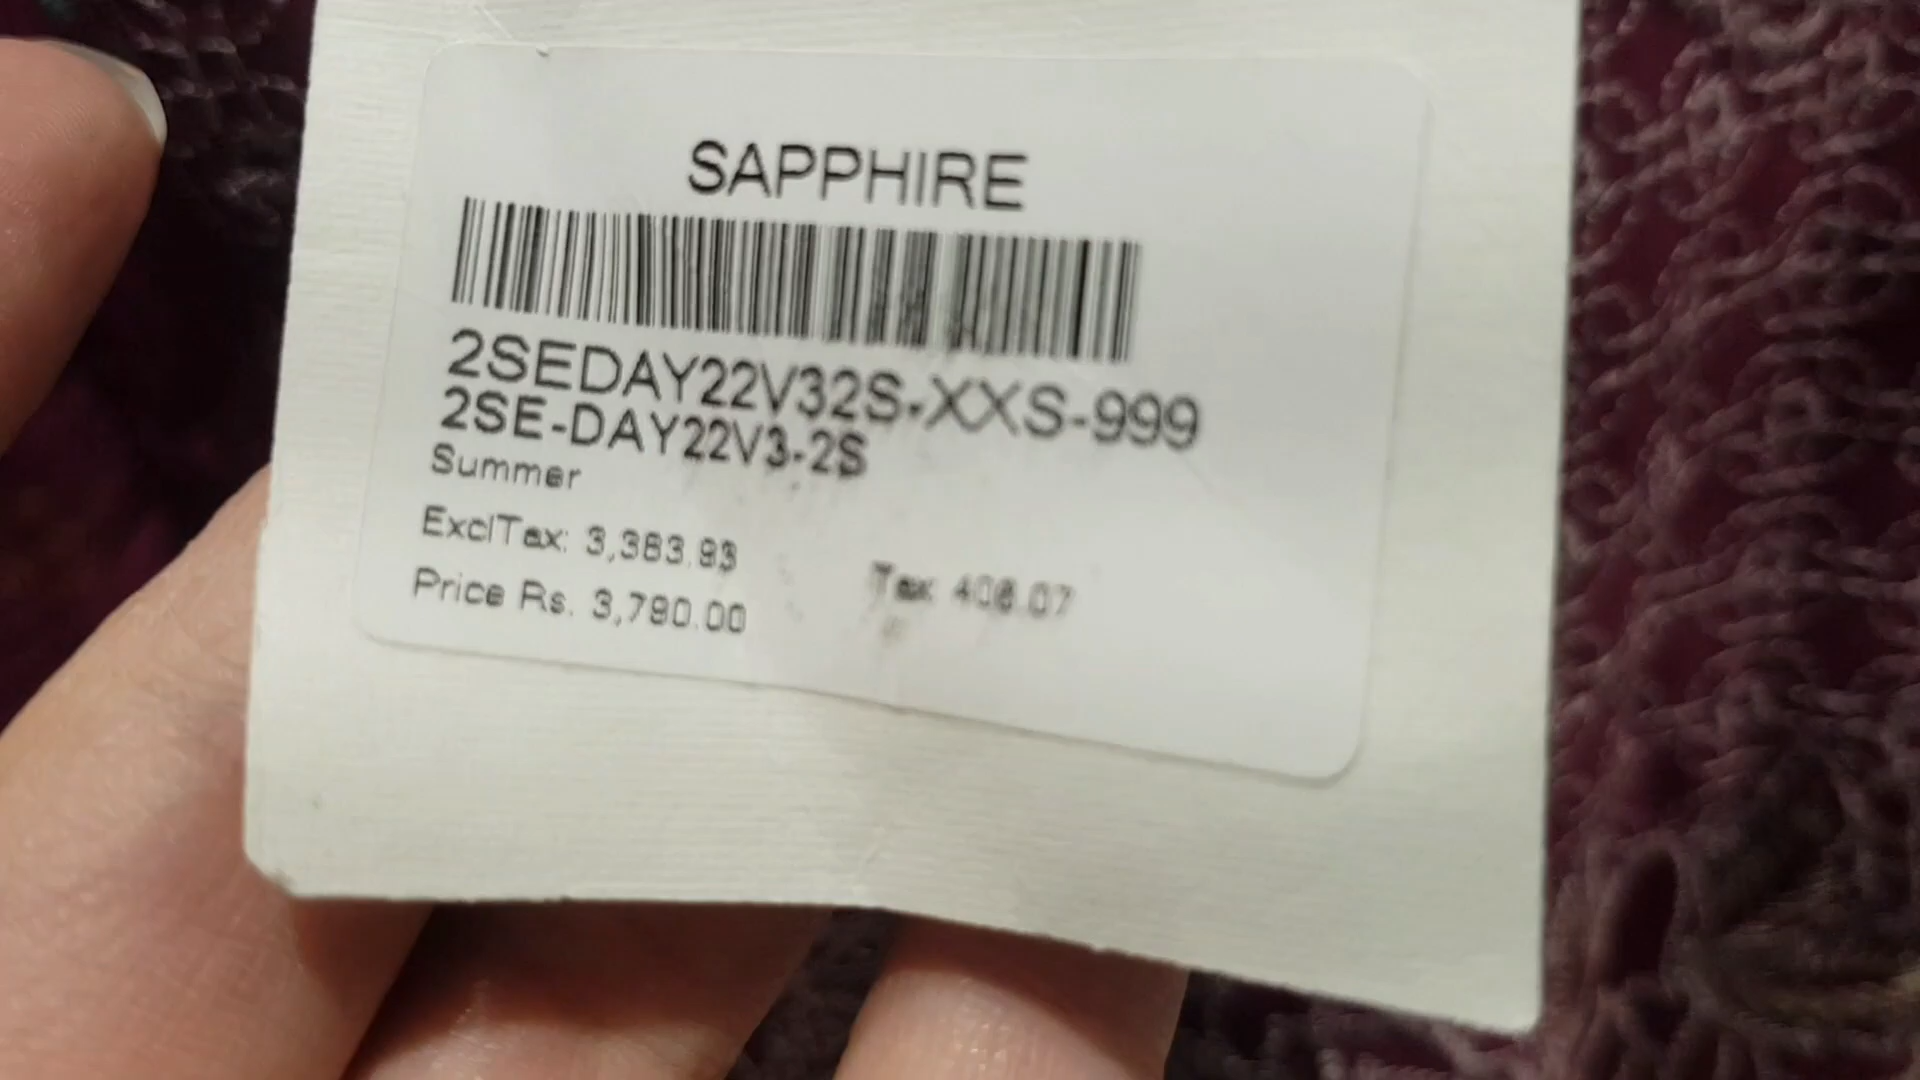 SAPPHIRE
2SEDAY22V32S-XXS-999
2SE-DAY22V3-2S
Summer
ExclTax: 3,383.93
Tax: 406.07
Price Rs. 3,790.00